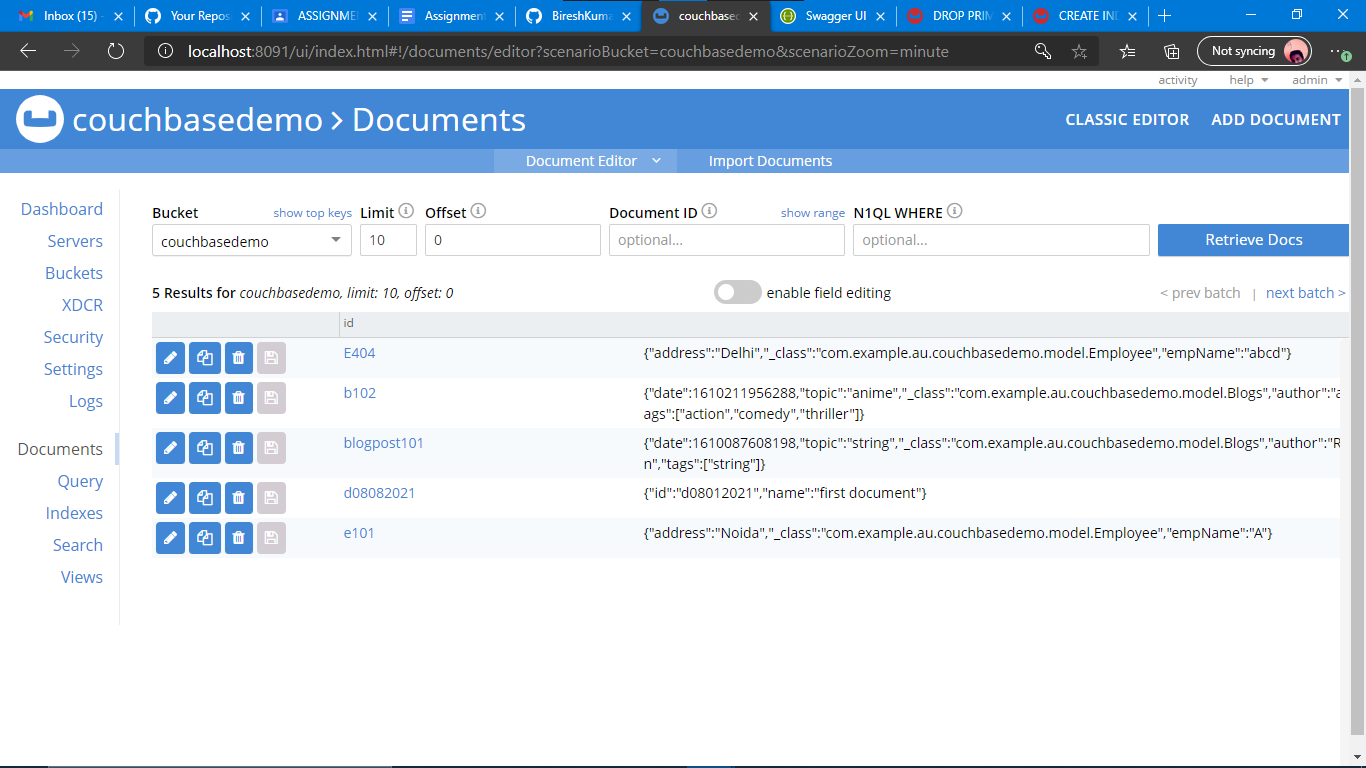 Inbox (15) -
Your Repos
ASSIGNME
Assignment
BireshKuma
couchbased
Swagger UI
DROP PRIM
CREATE IND
localhost:8091/ui/index.html#!/documents/editor?scenarioBucket=couchbasedemo&scenarioZoom=minute
Not syncing
activity help admin
couchbasedemo > Documents
CLASSIC EDITOR ADD DOCUMENT
Document Editor Import Documents
Dashboard
Servers
Buckets
XDCR
Security
Settings
Logs
Documents
Query
Indexes
Search
Views
Bucket show top keys Limit Offset Document ID show range N1QL WHERE
couchbasedemo 10 0 optional... optional... Retrieve Docs
5 Results for couchbasedemo, limit: 10, offset: 0 enable field editing < prev batch | next batch >
id
E404 {"address":"Delhi","_class":"com.example.au.couchbasedemo.model.Employee","empName":"abcd"}
b102 {"date":1610211956288,"topic":"anime","_class":"com.example.au.couchbasedemo.model.Blogs","author":"a
ags":["action","comedy","thriller"]}
blogpost101 {"date":1610087608198,"topic":"string","_class":"com.example.au.couchbasedemo.model.Blogs","author":"R
n","tags":["string"]}
d08082021 {"id":"d08012021","name":"first document"}
e101 {"address":"Noida","_class":"com.example.au.couchbasedemo.model.Employee","empName":"A"}